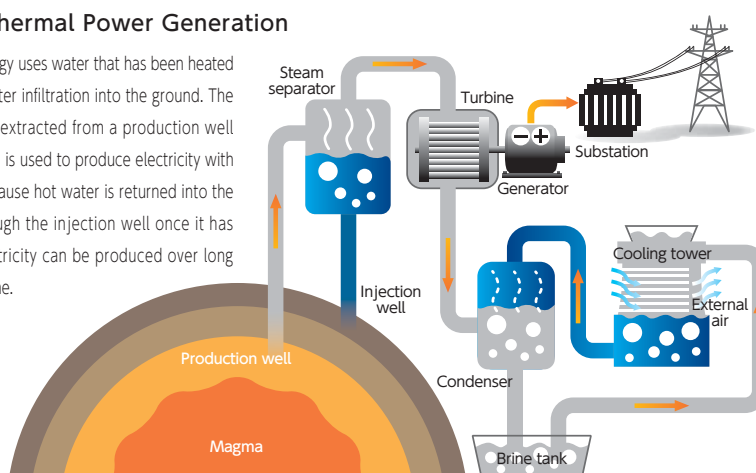 hermal Power Generation
gy uses water that has been heated
ter infiltration into the ground. The
extracted from a production well
is used to produce electricity with
ause hot water is returned into the
ugh the injection well once it has
tricity can be produced over long
ne.
Steam
separator
Turbine
Generator
Substation
Injection
well
Production well
Magma
Condenser
Cooling tower
External
air
Brine tank